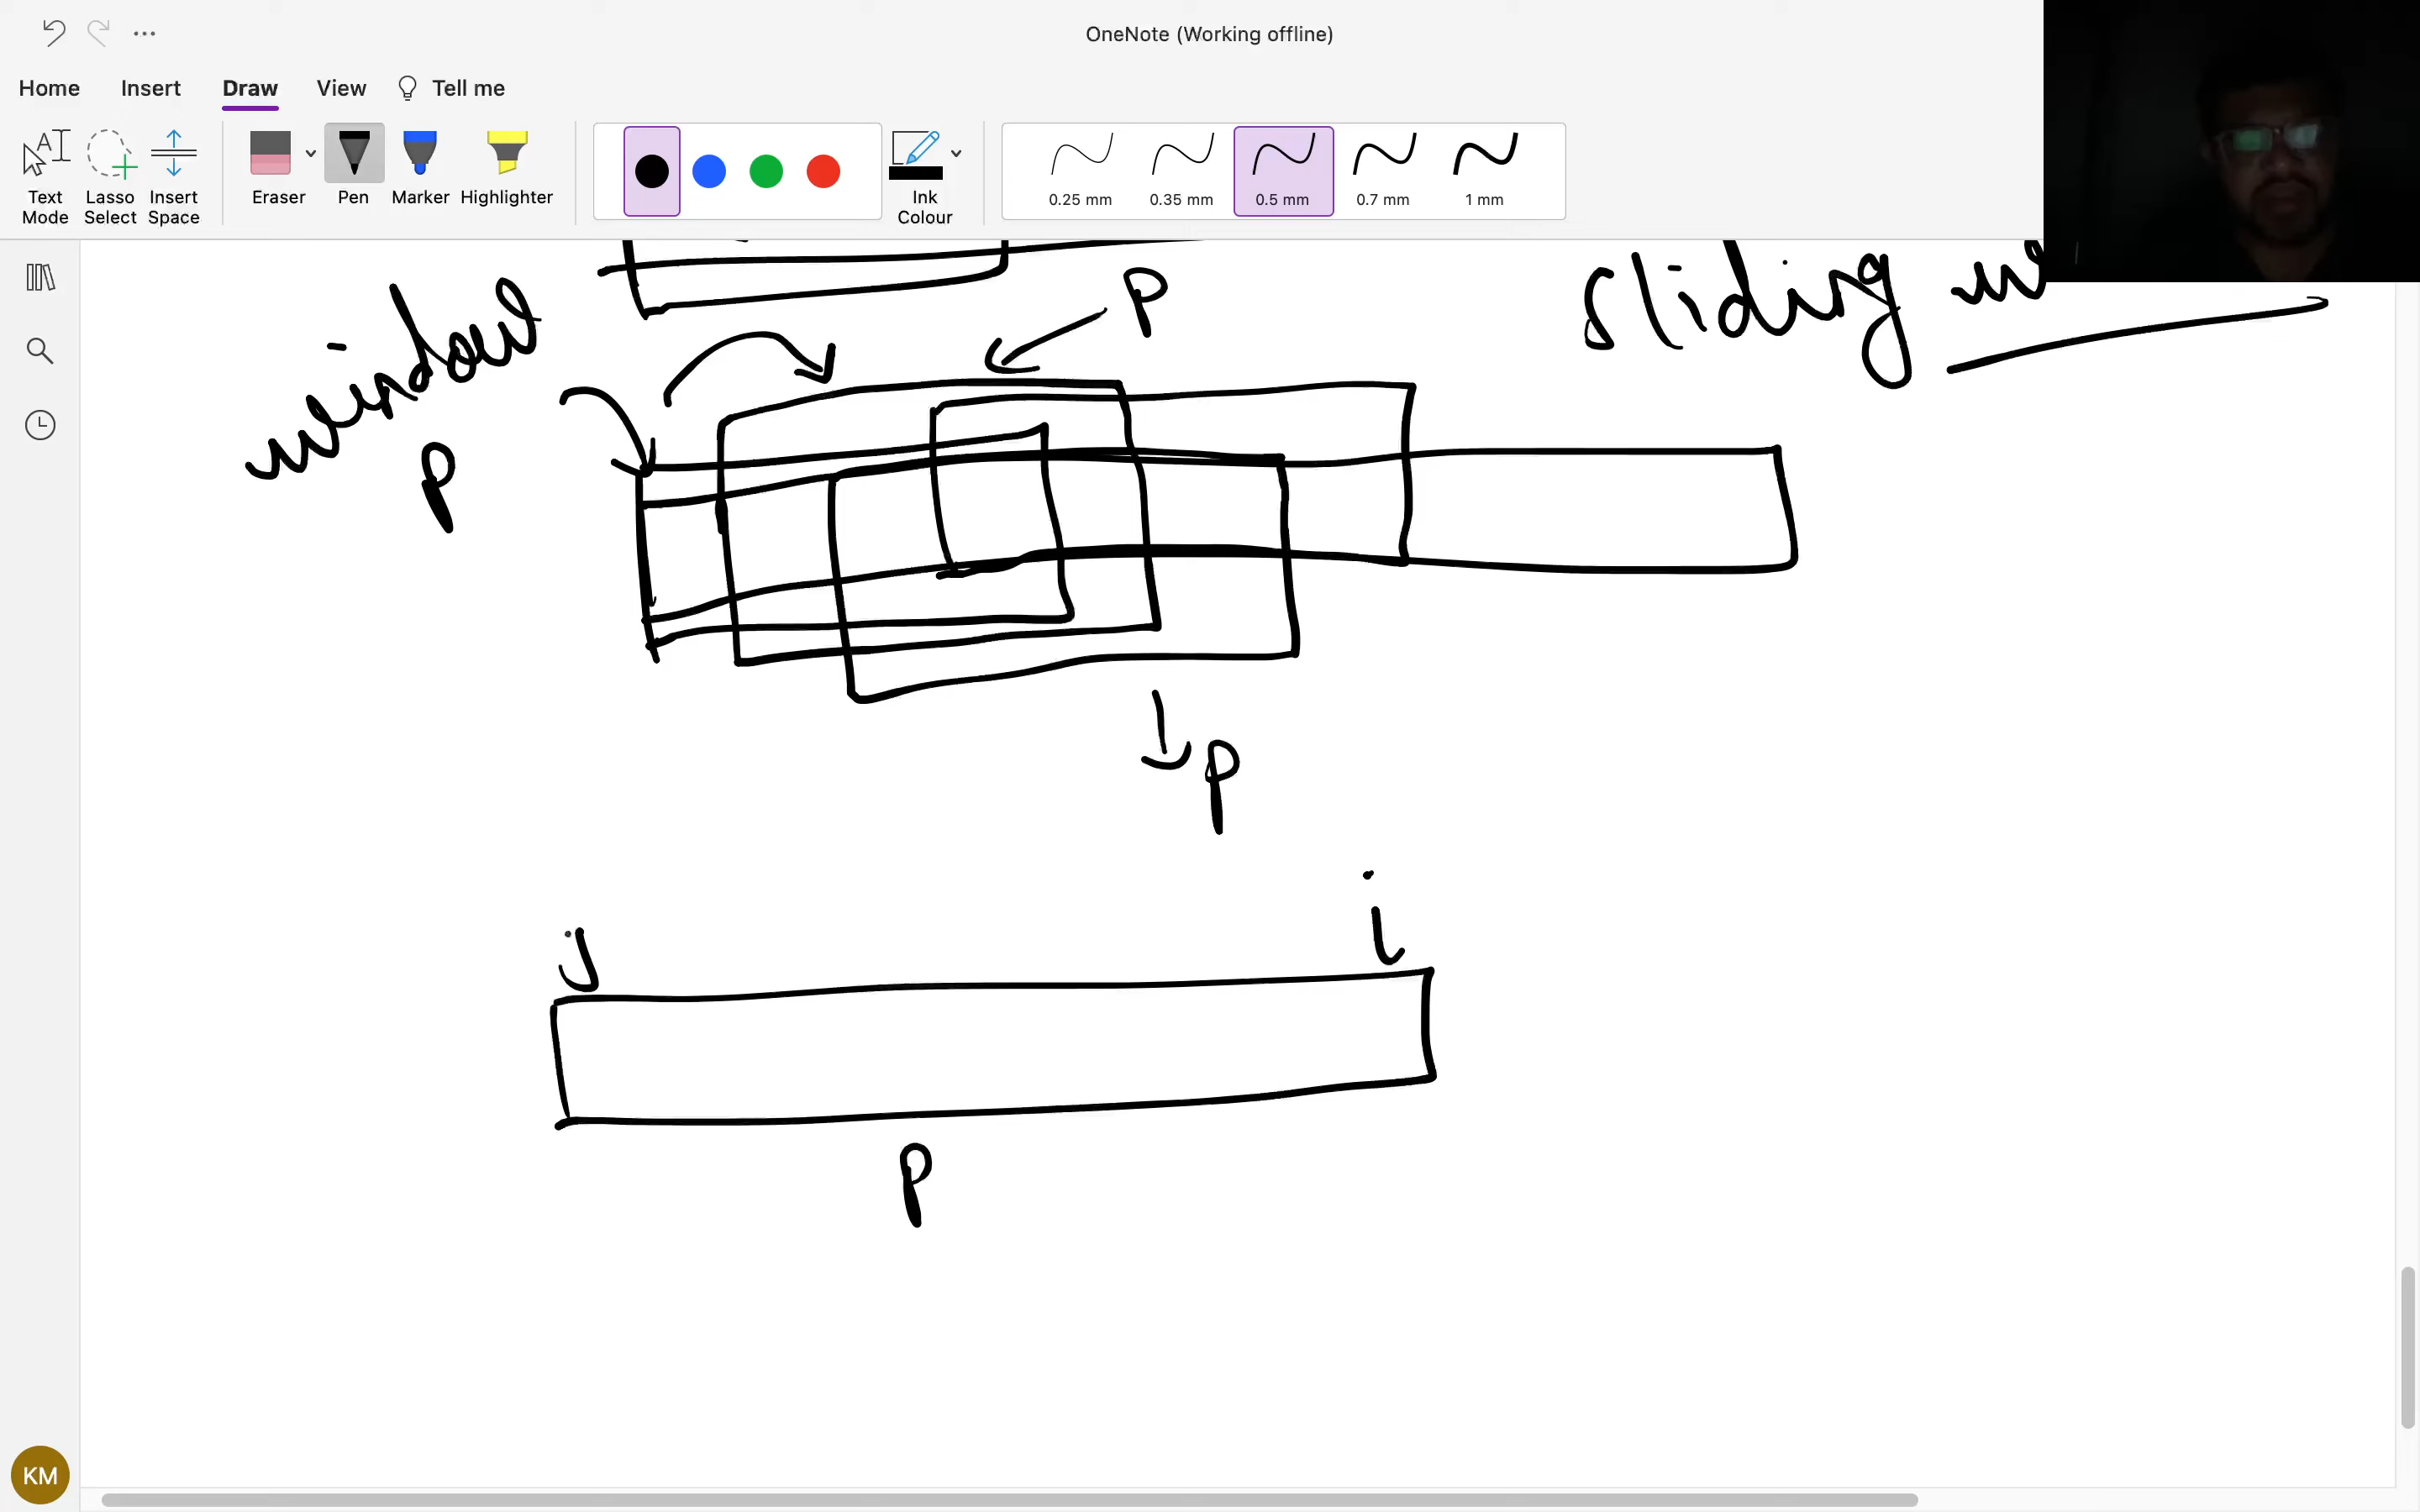 OneNote (Working offline)
Home Insert Draw View Tell me
Text Mode
Lasso Select
Insert Space
Eraser
Pen
Marker
Highlighter
Ink Colour
0.25 mm
0.35 mm
0.5 mm
0.7 mm
1 mm
window
P
P
sliding w
P
j
i
P
KM